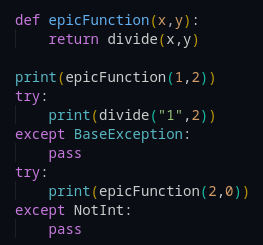 def epicFunction(x,y):
    return divide(x,y)

print(epicFunction(1,2))
try:
    print(divide("1",2))
except BaseException:
    pass
try:
    print(epicFunction(2,0))
except NotInt:
    pass